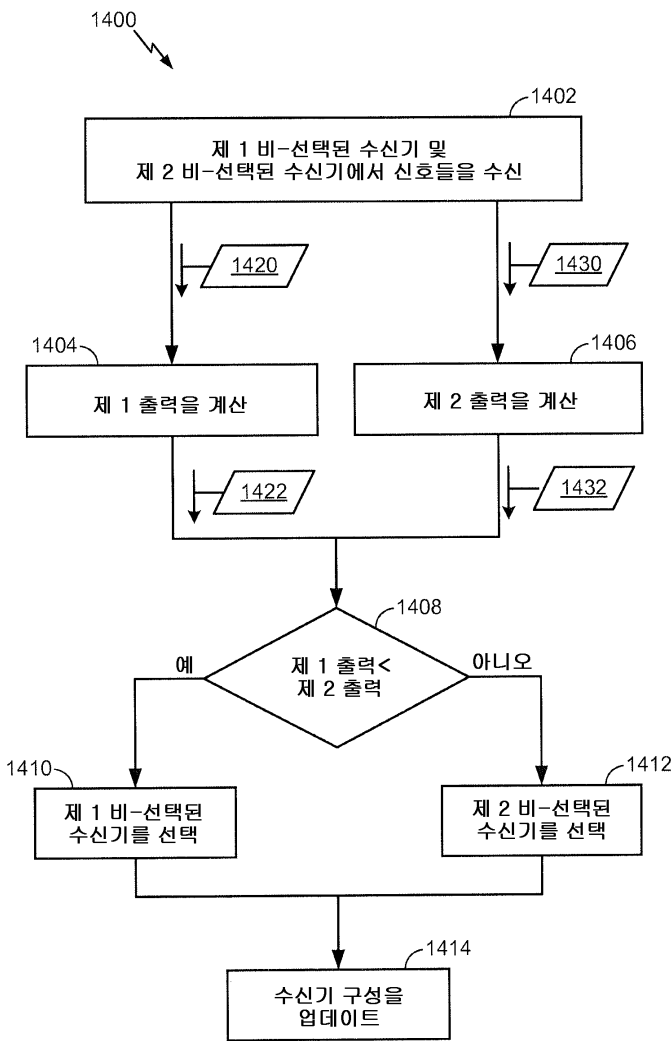 1400
1402
제 1 비-선택된 수신기 및
제 2 비-선택된 수신기에서 신호들을 수신
1420
1430
1404
제 1 출력을 계산
1406
제 2 출력을 계산
1422
1432
1408
제 1 출력<
제 2 출력
예
아니오
1410
제 1 비-선택된
수신기를 선택
1412
제 2 비-선택된
수신기를 선택
1414
수신기 구성을
업데이트